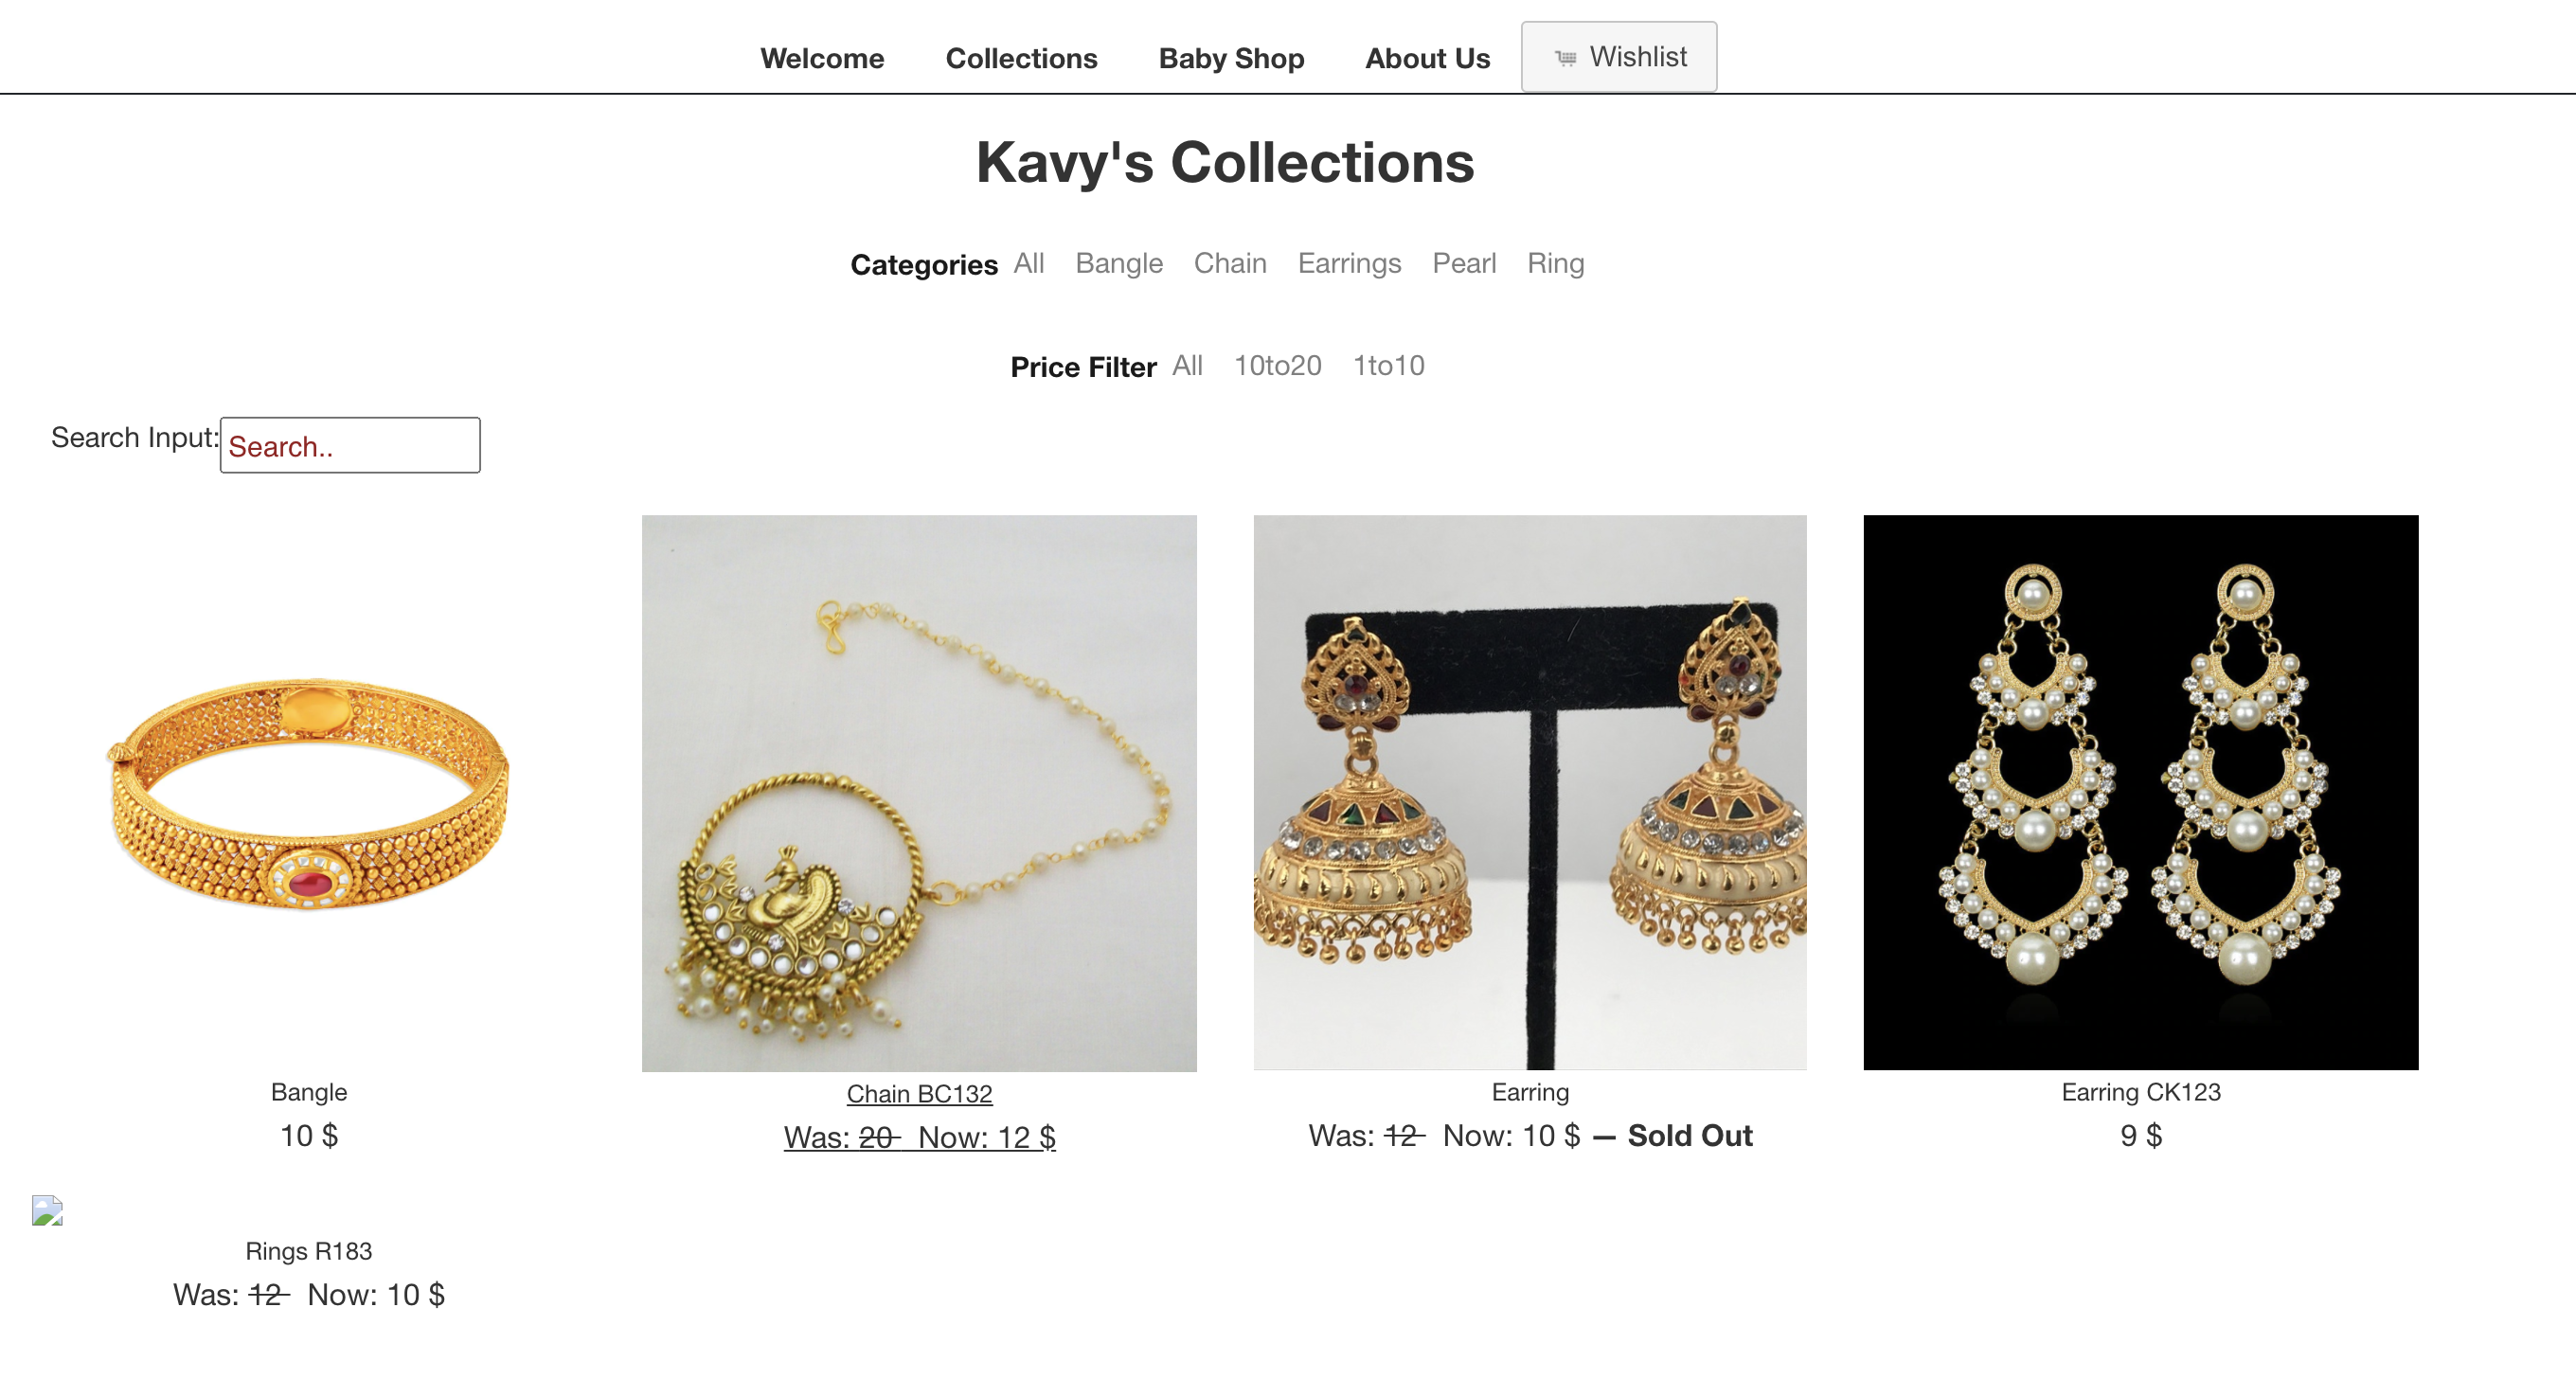 Welcome Collections Baby Shop About Us Wishlist
Kavy's Collections
Categories All Bangle Chain Earrings Pearl Ring
Price Filter All 10to20 1to10
Search Input: Search..
Bangle
10 $
Chain BC132
Was: 20 Now: 12 $
Earring
Was: 12 Now: 10 $ — Sold Out
Earring CK123
9 $
Rings R183
Was: 12 Now: 10 $